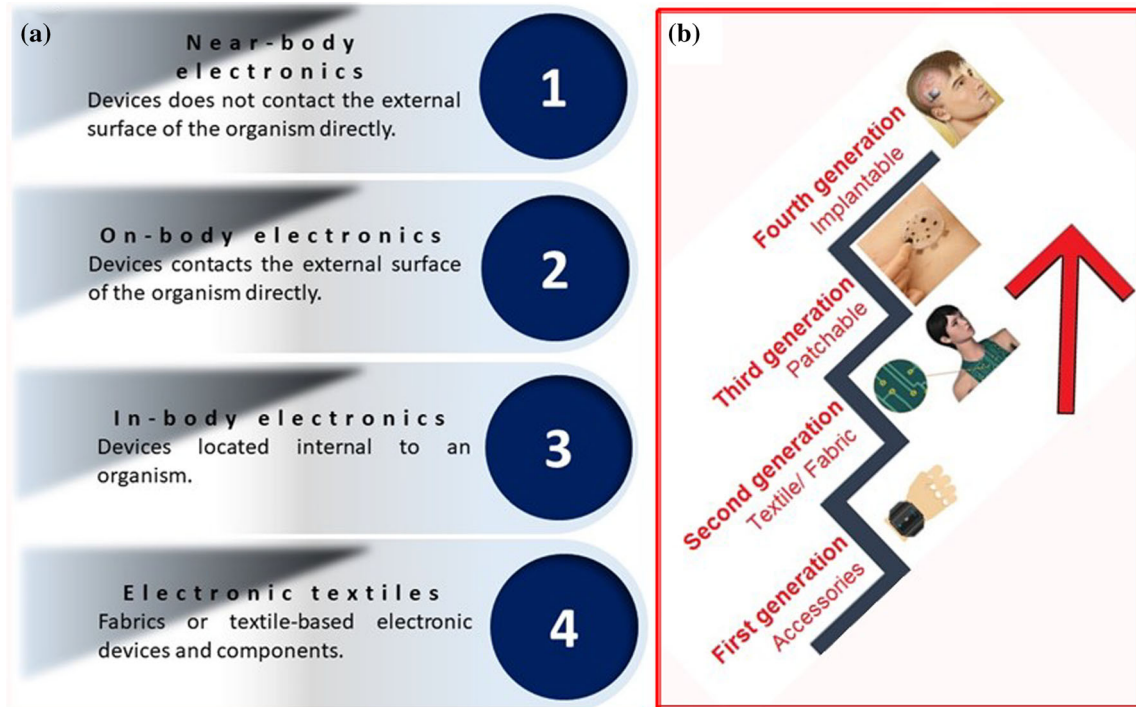 (a)
Near-body
electronics
Devices does not contact the external
surface of the organism directly.
1
On-body electronics
Devices contacts the external surface
of the organism directly.
2
In-body electronics
Devices located internal to an
organism.
3
Electronic textiles
Fabrics or textile-based electronic
devices and components.
4
(b)
Fourth generation
Implantable
Third generation
Patchable
Second generation
Textile/ Fabric
First generation
Accessories